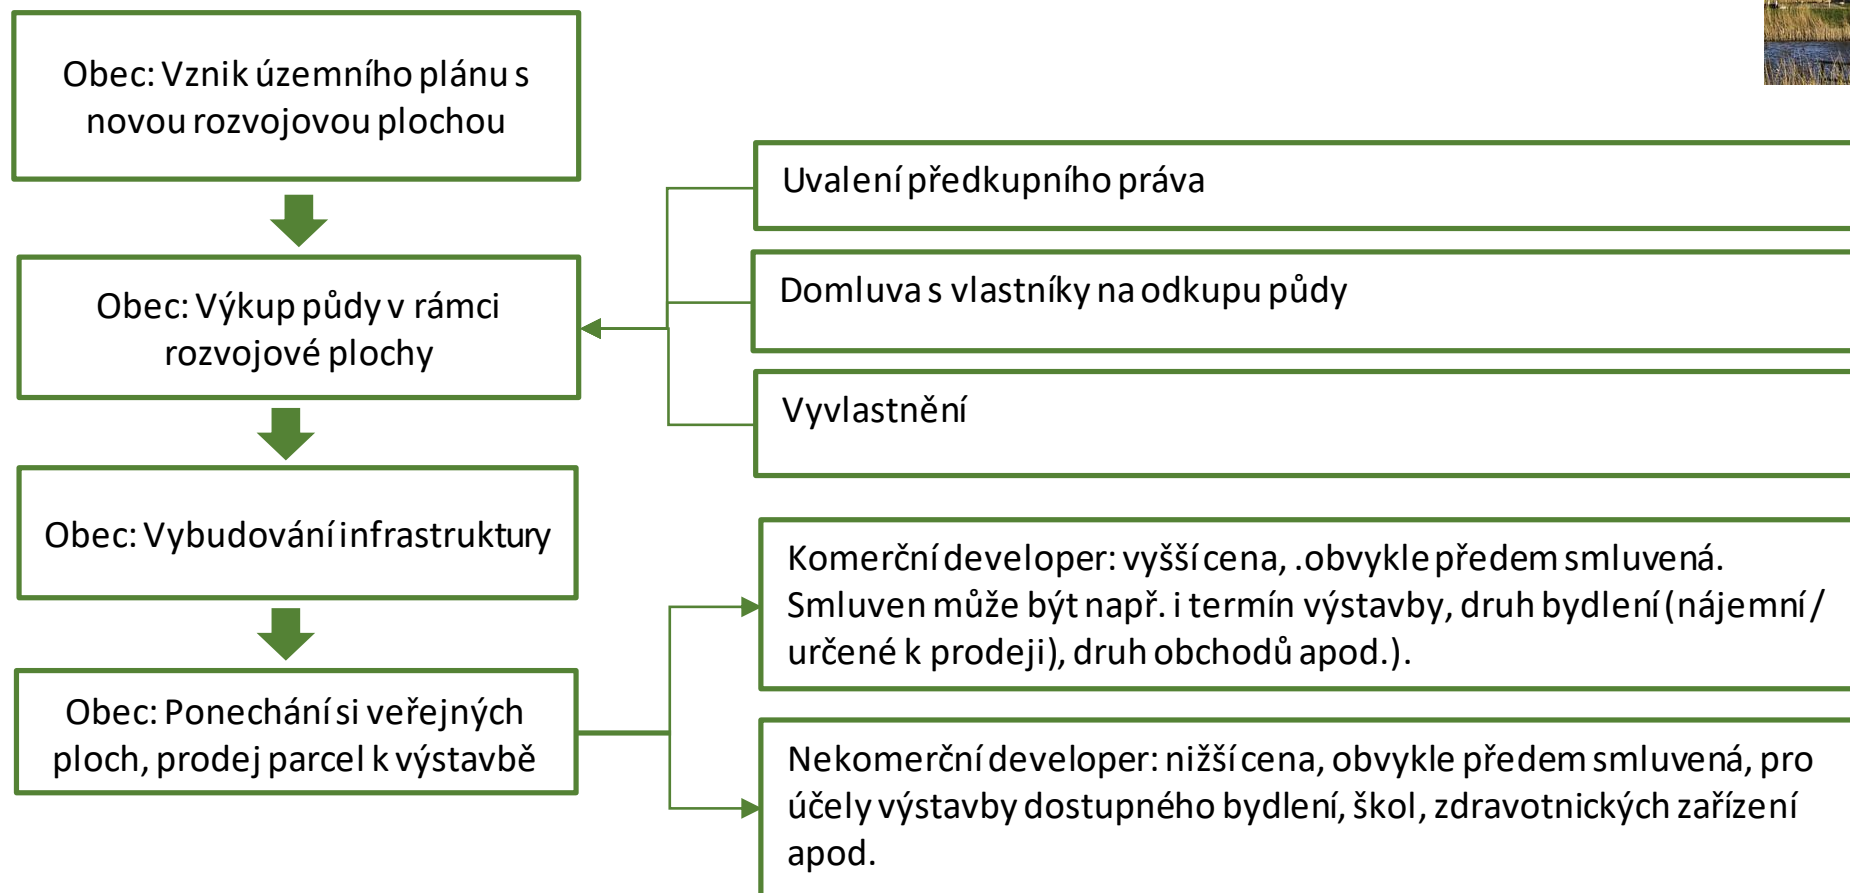 Obec: Vznik územního plánu s
novou rozvojovou plochou
Obec: Výkup půdy v rámci
rozvojové plochy
Obec: Vybudování infrastruktury
Obec: Ponechání si veřejných
ploch, prodej parcel k výstavbě
Uvalení předkupního práva
Domluva s vlastníky na odkupu půdy
Vyvlastnění
Komerční developer: vyšší cena, .obvykle předem smluvená.
Smluven může být např. i termín výstavby, druh bydlení (nájemní /
určené k prodeji), druh obchodů apod.).
Nekomerční developer: nižší cena, obvykle předem smluvená, pro
účely výstavby dostupného bydlení, škol, zdravotnických zařízení
apod.